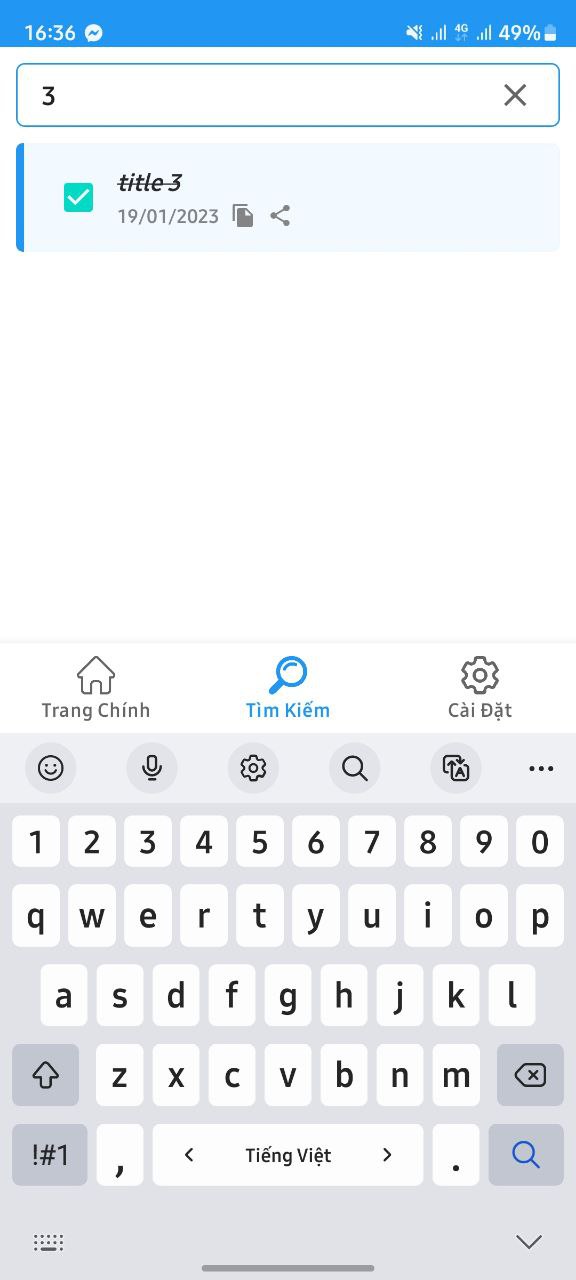 16:36 4G 49%
3
title 3
19/01/2023
Trang Chính Tìm Kiếm Cài Đặt
1 2 3 4 5 6 7 8 9 0
q w e r t y u i o p
a s d f g h j k l
z x c v b n m
!#1 , < Tiếng Việt > .